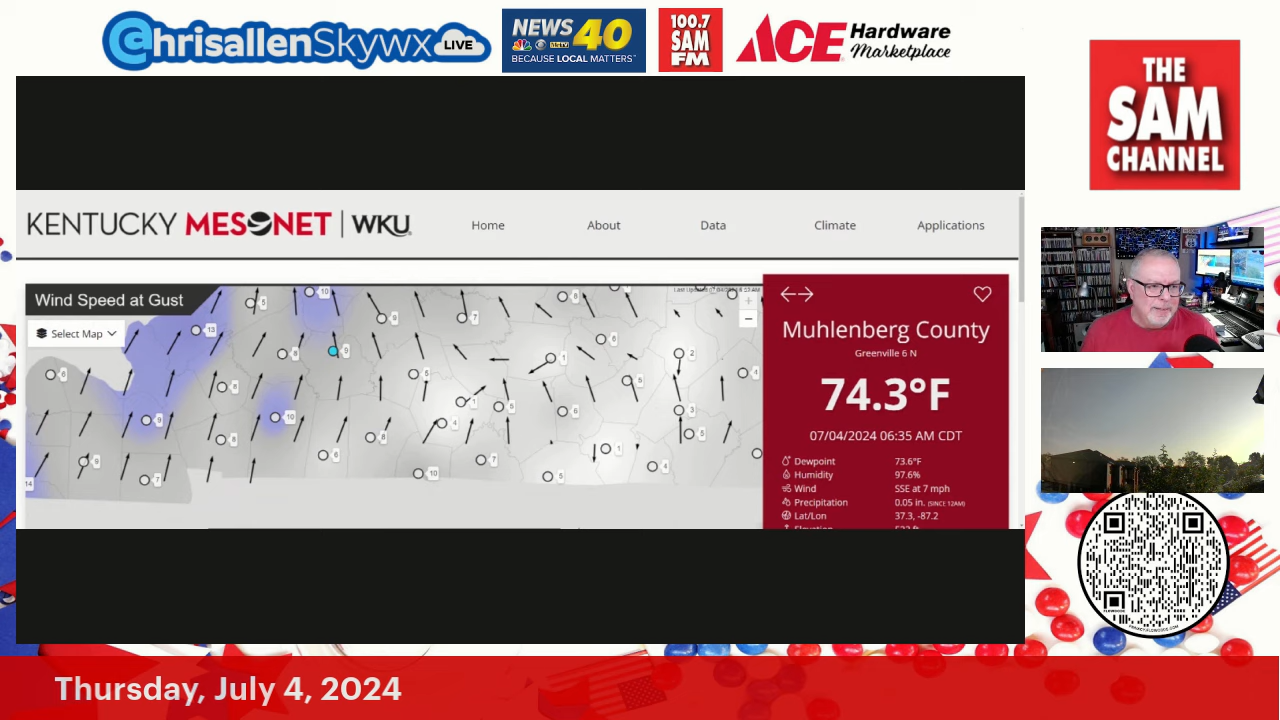 @hrisallenSkywx LIVE
NEWS 40
BECAUSE LOCAL MATTERS
100.7
SAM
FM
ACE Hardware
Marketplace
THE
SAM
CHANNEL
KENTUCKY MESONET | WKU
Home
About
Data
Climate
Applications
Wind Speed at Gust
Select Map
Muhlenberg County
Greenville 6 N
74.3°F
07/04/2024 06:35 AM CDT
Dewpoint 73.6°F
Humidity 97.6%
Wind SSE at 7 mph
Precipitation 0.05 in. (SINCE 12AM)
Lat/Lon 37.3, -87.2
Thursday, July 4, 2024